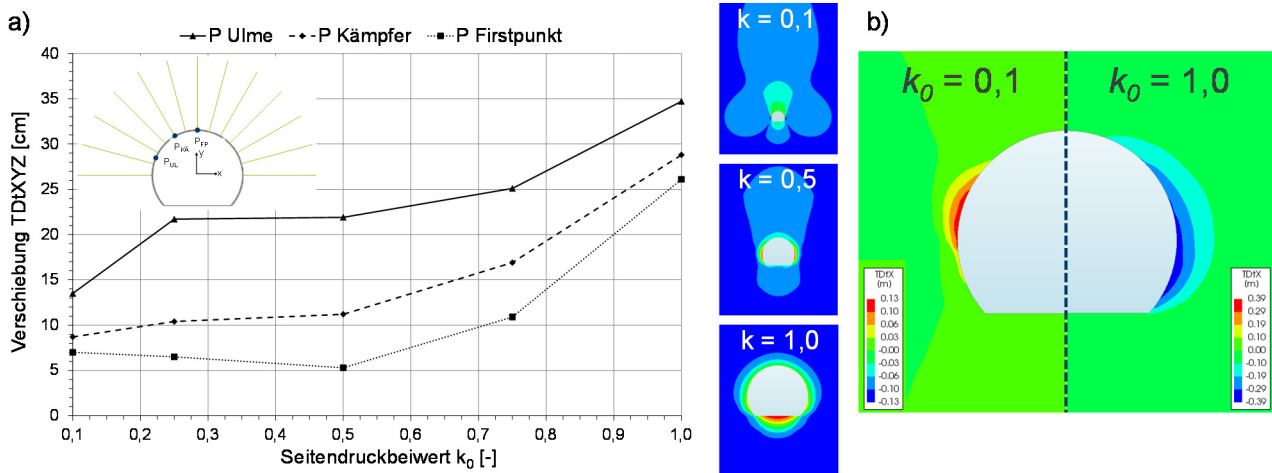 a)
P Ulme
P Kämpfer
P Firstpunkt
Verschiebung TDtXYZ [cm]
40
35
30
25
20
15
10
5
0
0,1
0,2
0,3
0,4
0,5
0,6
0,7
0,8
0,9
1,0
Seitendruckbeiwert k0 [-]
PUL
PKÄ
PFP
y
x
k = 0,1
k = 0,5
k = 1,0
b)
k0 = 0,1
k0 = 1,0
TDtX
(m)
0.13
0.10
0.06
0.03
-0.00
-0.03
-0.06
-0.10
-0.13
TDtX
(m)
0.39
0.29
0.19
0.10
0.00
-0.10
-0.19
-0.29
-0.39